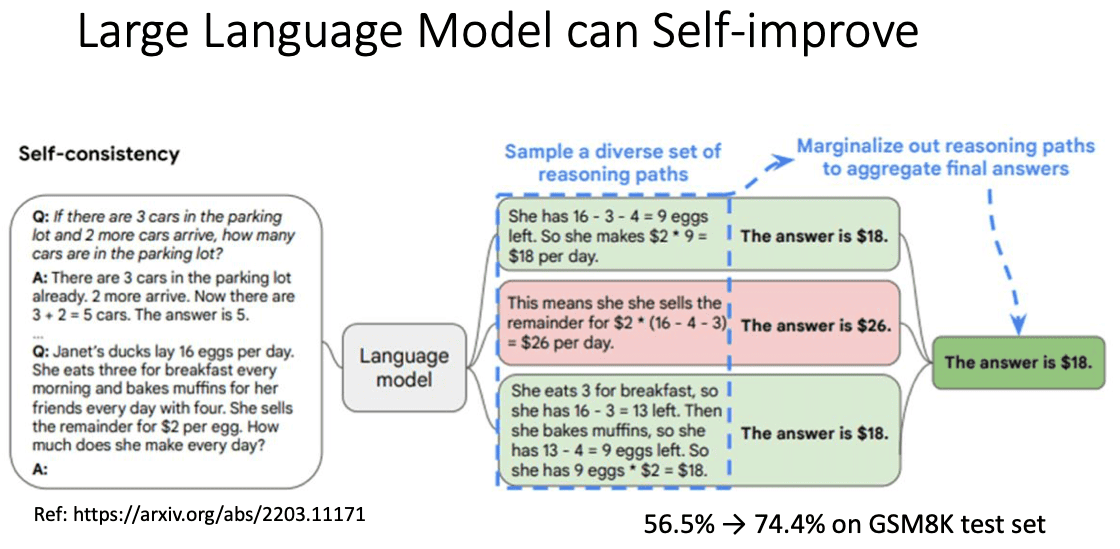 Large Language Model can Self-improve
Self-consistency
Q: If there are 3 cars in the parking
lot and 2 more cars arrive, how many
cars are in the parking lot?
A: There are 3 cars in the parking lot
already. 2 more arrive. Now there are
3 + 2 = 5 cars. The answer is 5.
...
Q: Janet's ducks lay 16 eggs per day.
She eats three for breakfast every
morning and bakes muffins for her
friends every day with four. She sells
the remainder for $2 per egg. How
much does she make every day?
A:
Language
model
Sample a diverse set of
reasoning paths
She has 16 - 3 - 4 = 9 eggs
left. So she makes $2 * 9 =
$18 per day.
The answer is $18.
This means she she sells the
remainder for $2 * (16 - 4 - 3)
= $26 per day.
The answer is $26.
She eats 3 for breakfast, so
she has 16 - 3 = 13 left. Then
she bakes muffins, so she
has 13 - 4 = 9 eggs left. So
she has 9 eggs * $2 = $18.
The answer is $18.
Marginalize out reasoning paths
to aggregate final answers
The answer is $18.
Ref: https://arxiv.org/abs/2203.11171
56.5% → 74.4% on GSM8K test set